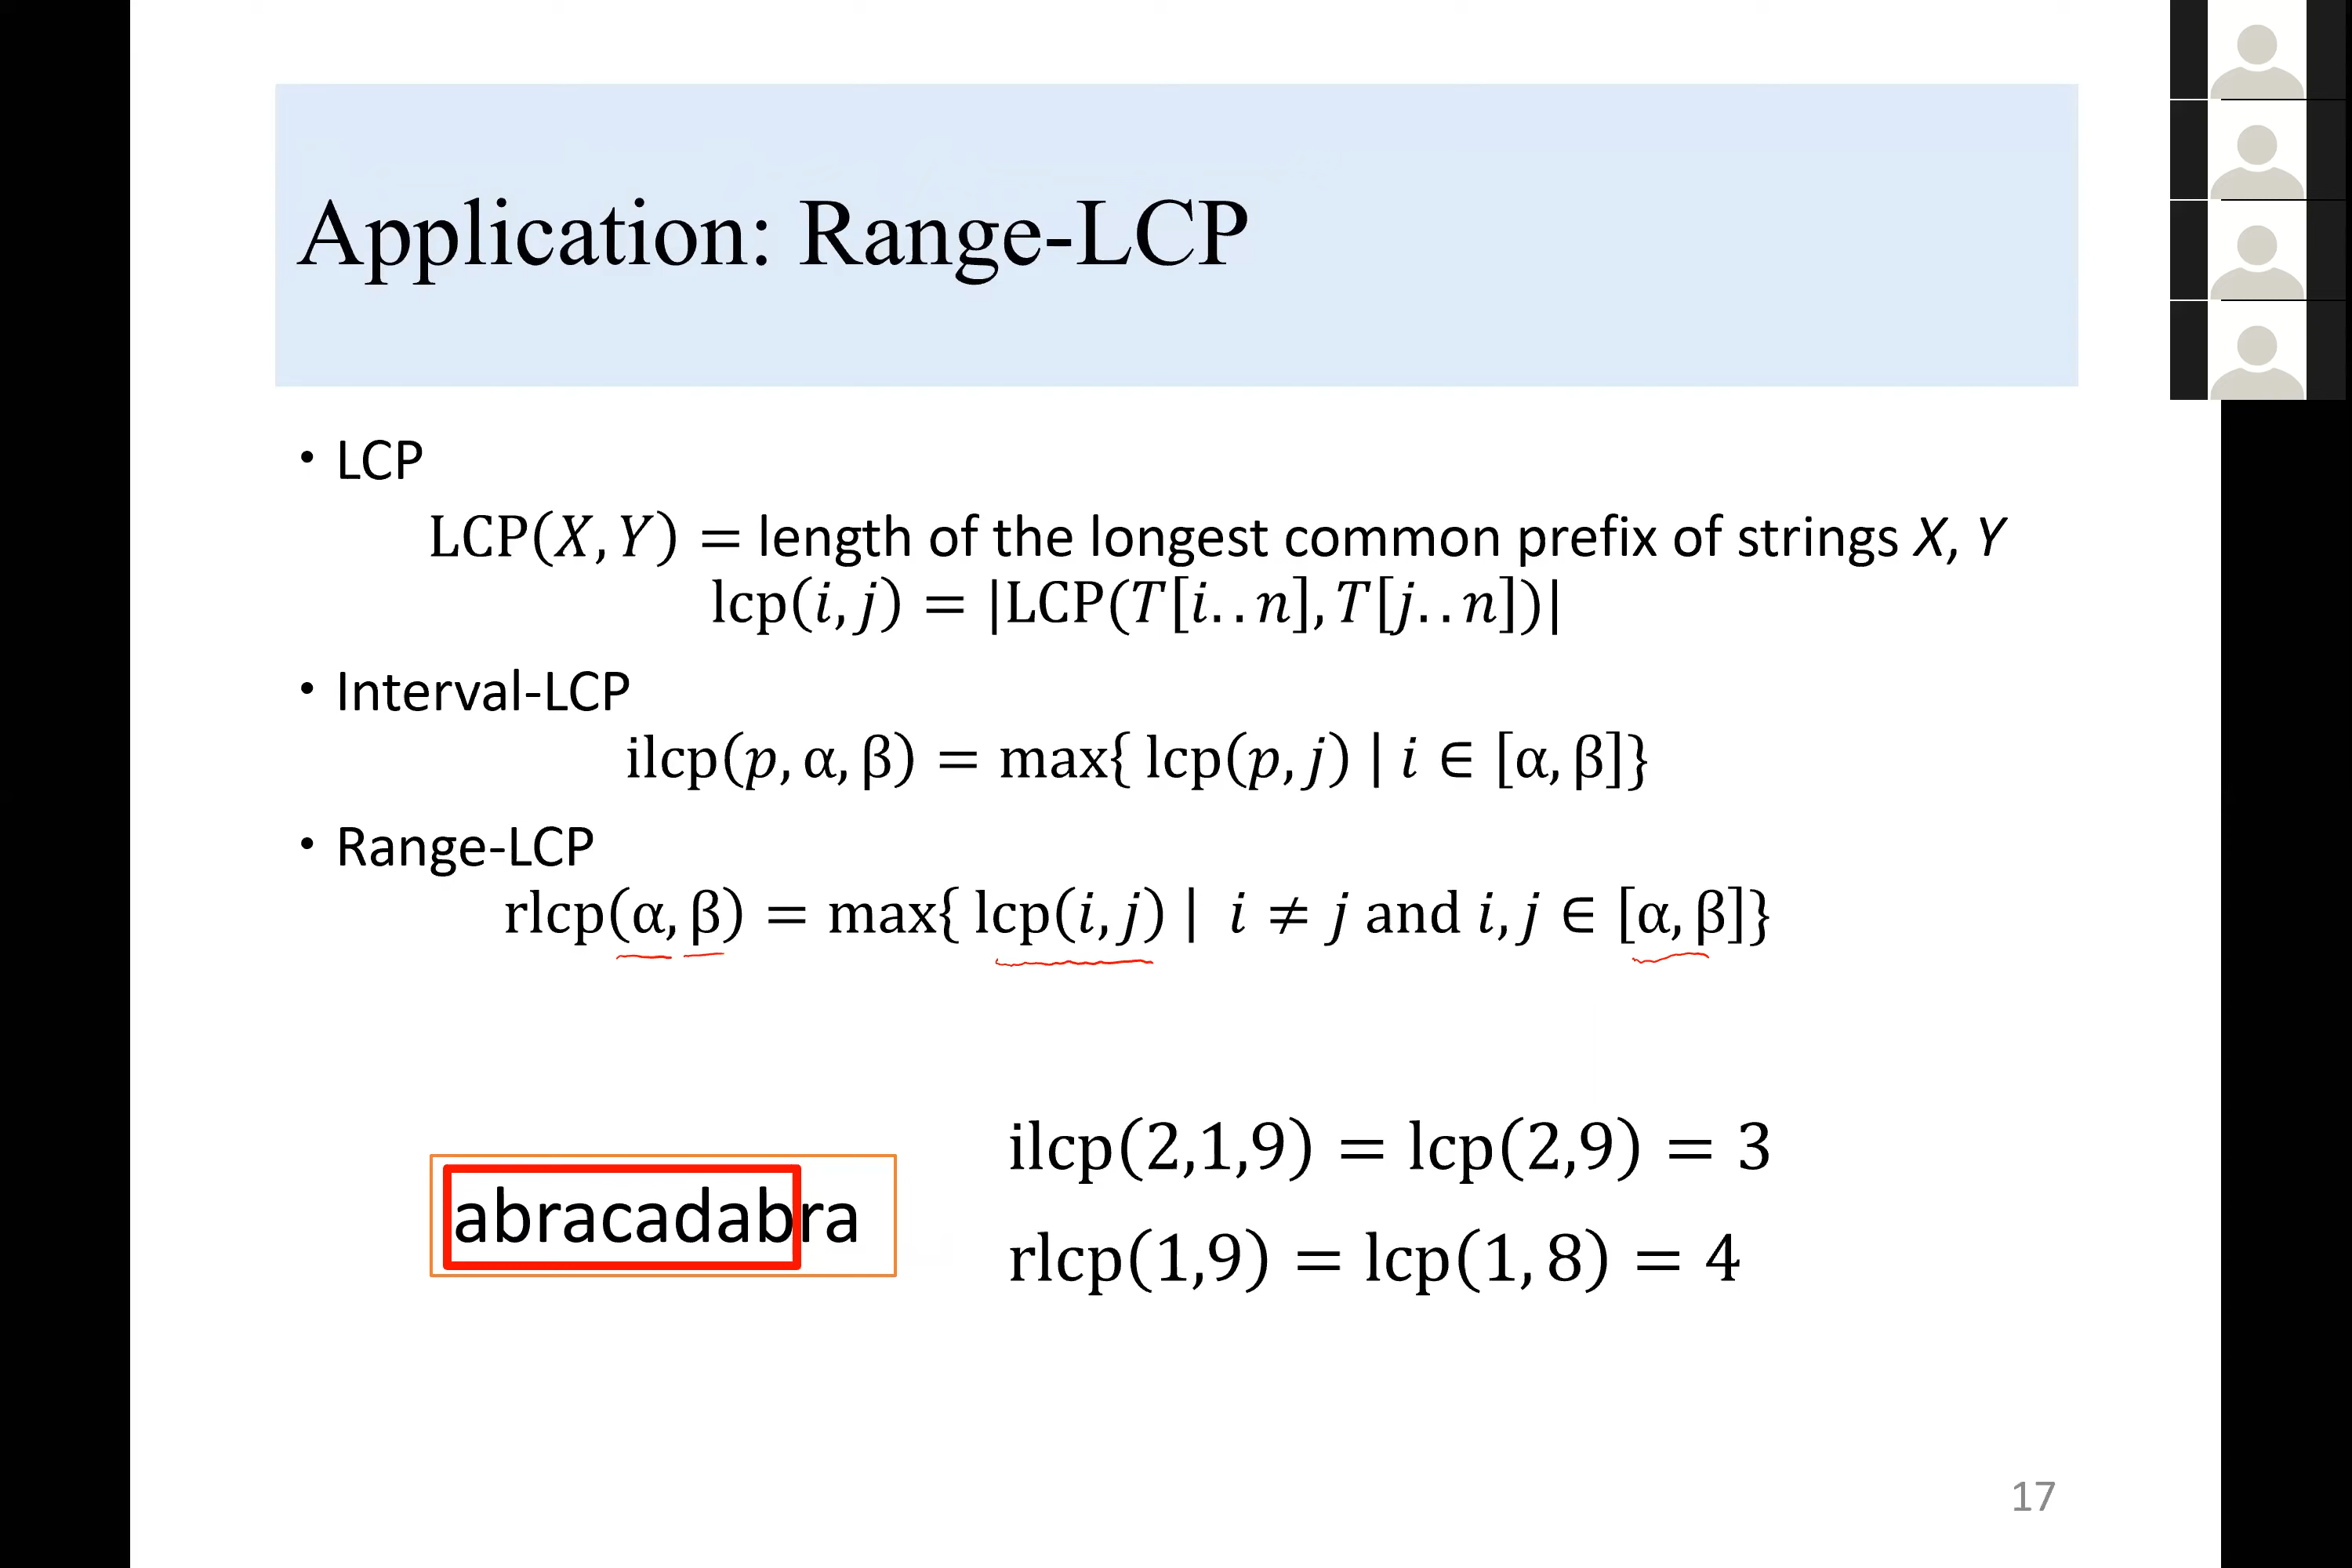 Application: Range-LCP
• LCP
LCP(X, Y) = length of the longest common prefix of strings X, Y
lcp(i, j) = |LCP(T[i. . n], T[j. . n])|
• Interval-LCP
ilcp(p, α, β) = max{ lcp(p, j) | i ∈ [α, β]}
• Range-LCP
rlcp(α, β) = max{ lcp(i, j) | i ≠ j and i, j ∈ [α, β]}
ilcp(2,1,9) = lcp(2,9) = 3
abracadabra
rlcp(1,9) = lcp(1, 8) = 4
17